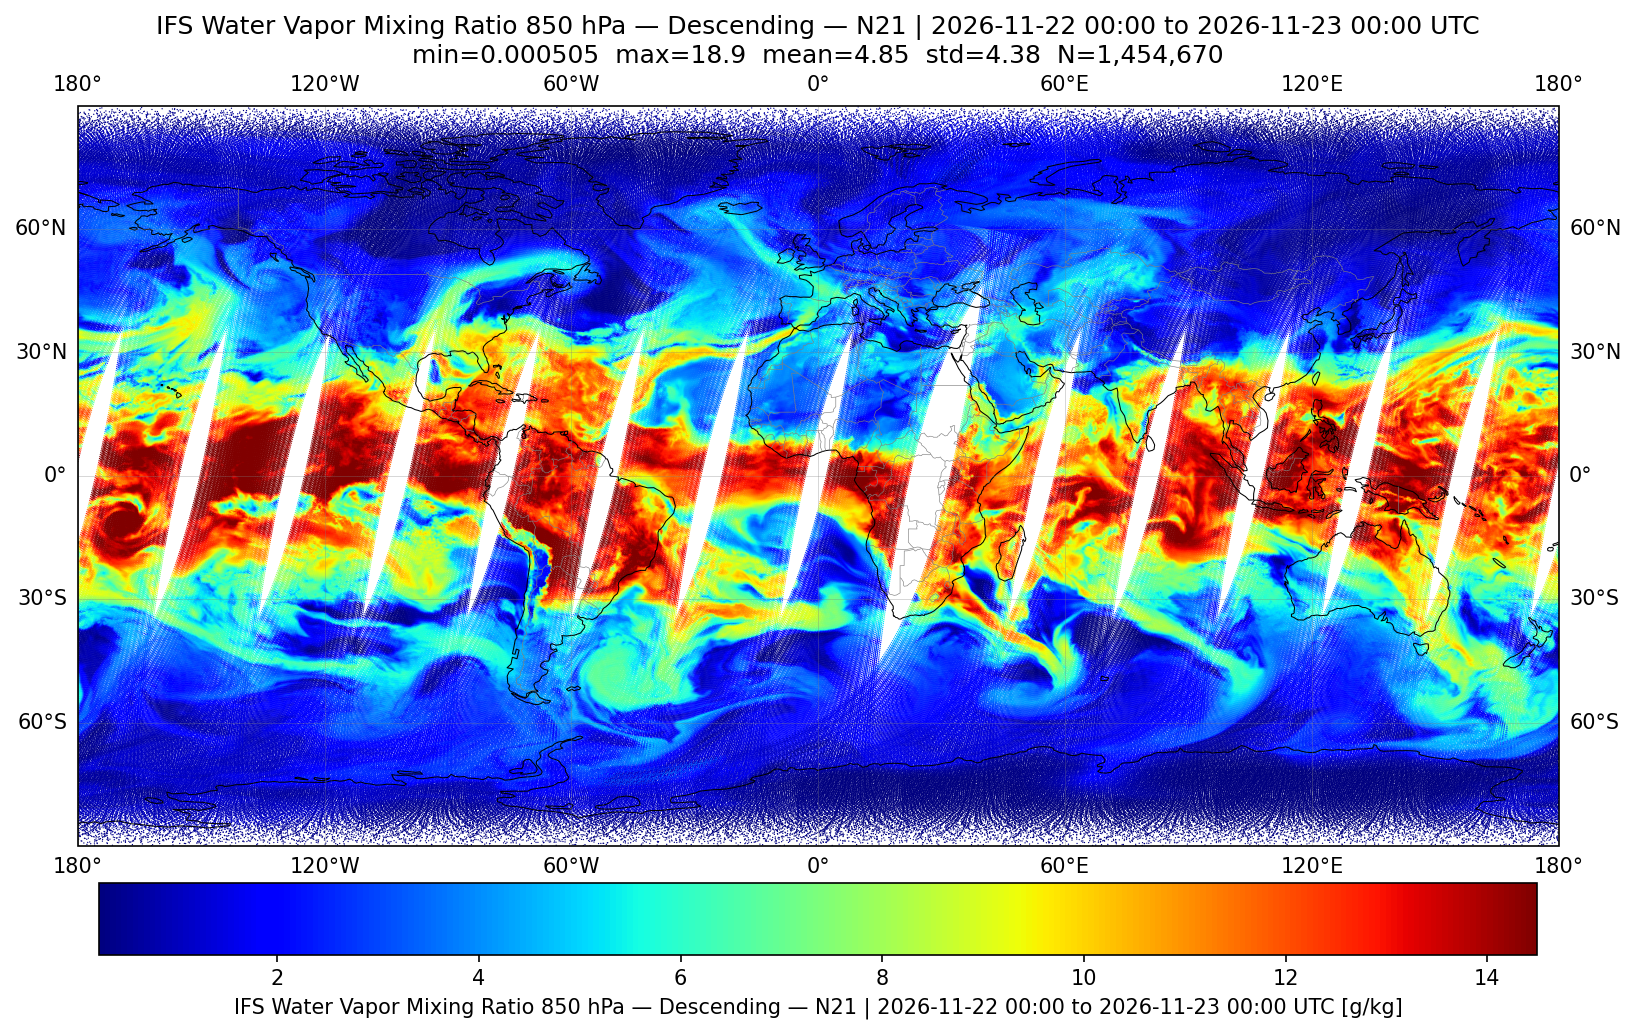 IFS Water Vapor Mixing Ratio 850 hPa — Descending — N21 | 2026-11-22 00:00 to 2026-11-23 00:00 UTC
min=0.000505 max=18.9 mean=4.85 std=4.38 N=1,454,670
180° 120°W 60°W 0° 60°E 120°E 180°
60°N 60°N
30°N 30°N
0° 0°
30°S 30°S
60°S 60°S
180° 120°W 60°W 0° 60°E 120°E 180°
2 4 6 8 10 12 14
IFS Water Vapor Mixing Ratio 850 hPa — Descending — N21 | 2026-11-22 00:00 to 2026-11-23 00:00 UTC [g/kg]